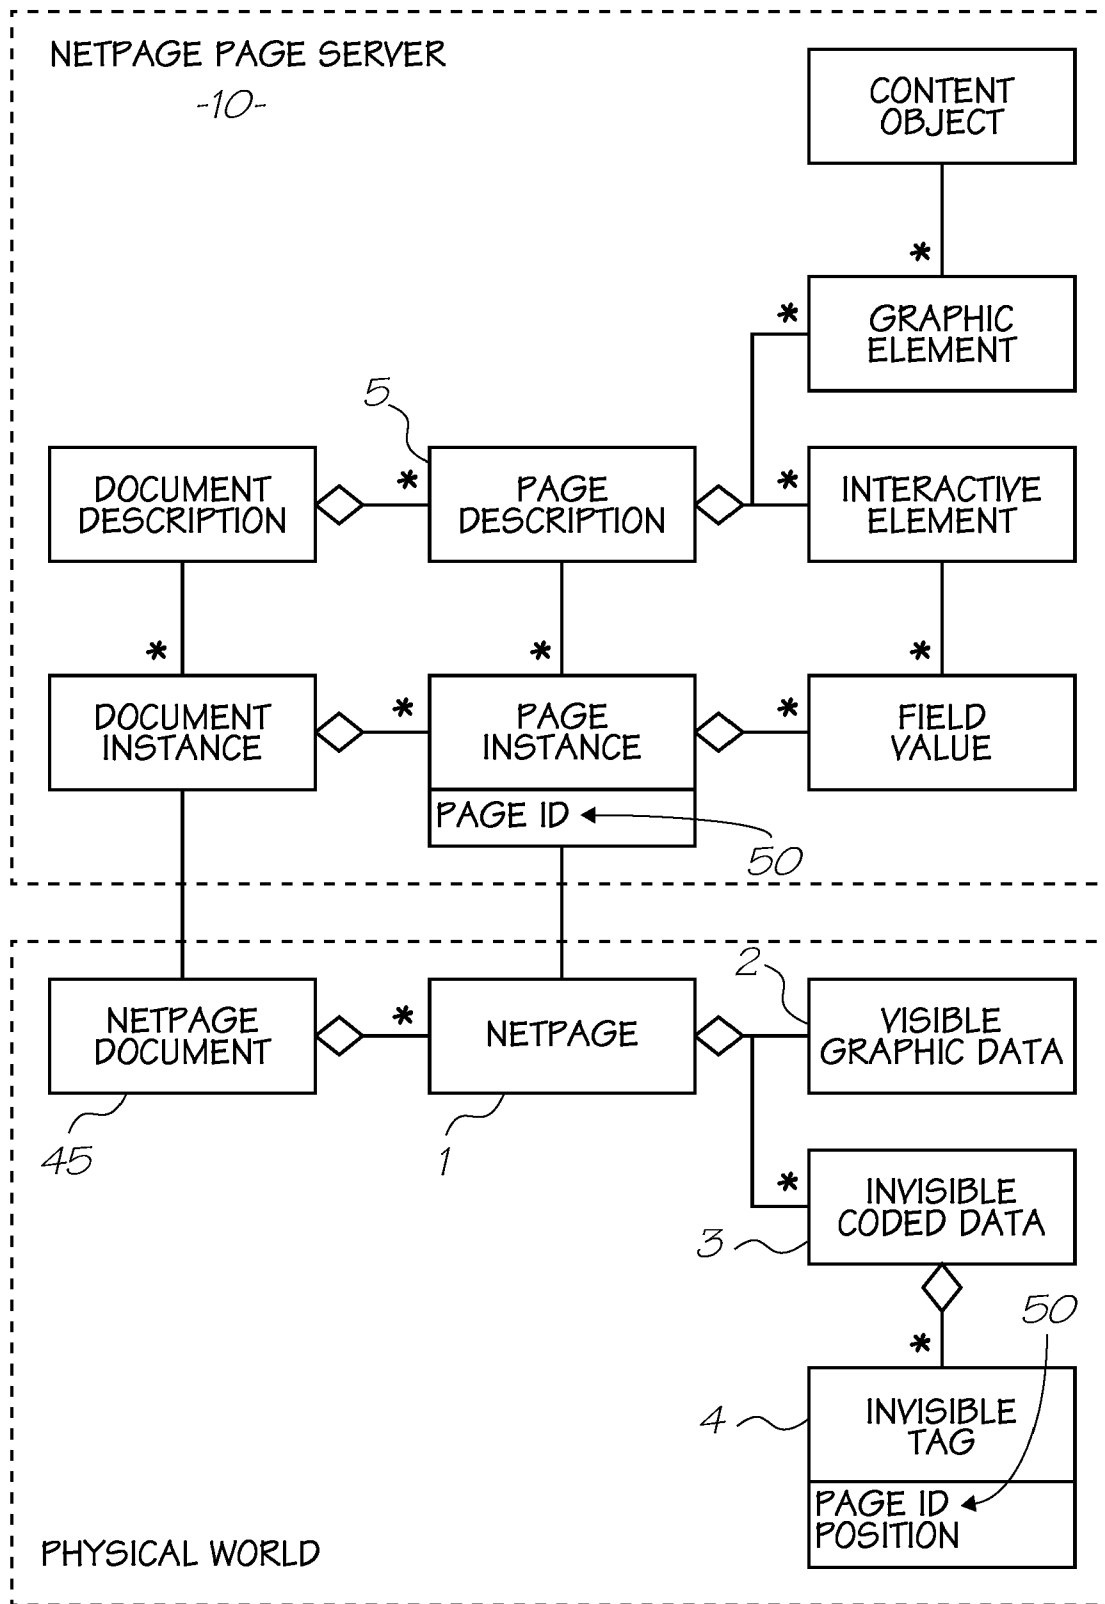 NETPAGE PAGE SERVER
-10-
CONTENT
OBJECT
*
*
GRAPHIC
ELEMENT
5
DOCUMENT
DESCRIPTION
*
PAGE
DESCRIPTION
*
INTERACTIVE
ELEMENT
*
*
*
DOCUMENT
INSTANCE
*
PAGE
INSTANCE
*
FIELD
VALUE
PAGE ID
50
2
NETPAGE
DOCUMENT
*
NETPAGE
VISIBLE
GRAPHIC DATA
45
1
*
INVISIBLE
CODED DATA
3
50
*
4
INVISIBLE
TAG
PAGE ID
POSITION
PHYSICAL WORLD